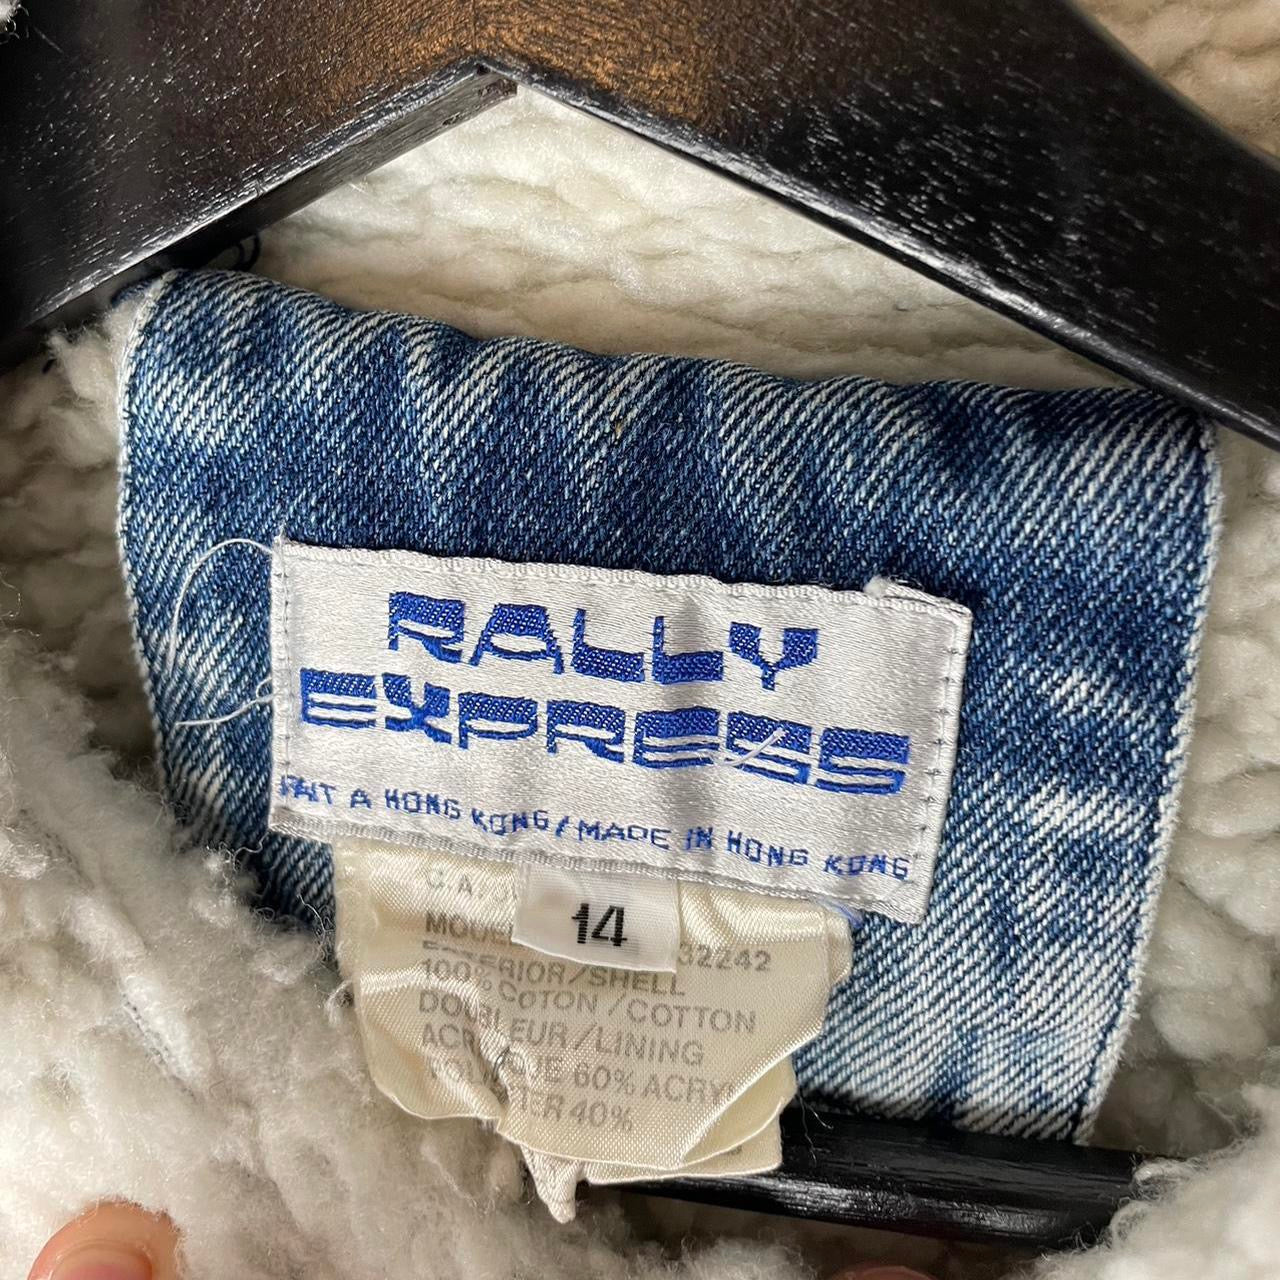 RALLY
EXPRESS
FAIT A HONG KONG / MADE IN HONG KONG
14
C.A.
32242
EXTERIOR/SHELL
100% COTON/COTTON
DOUBLEUR/LINING
60% ACRY
40%